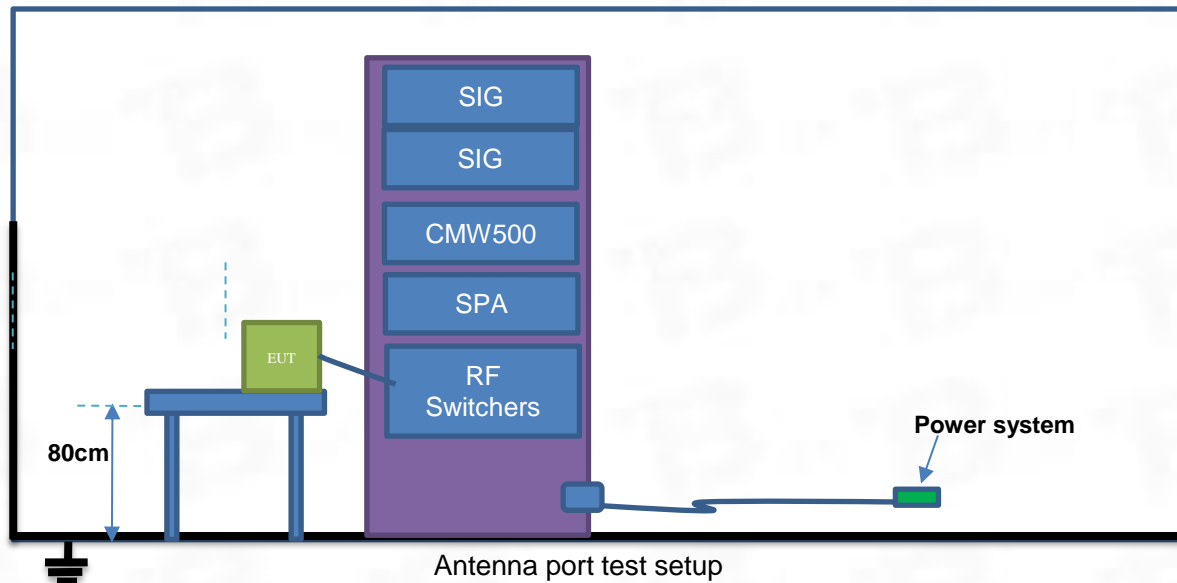 SIG
SIG
CMW500
SPA
EUT
RF
Switchers
80cm
Power system
Antenna port test setup